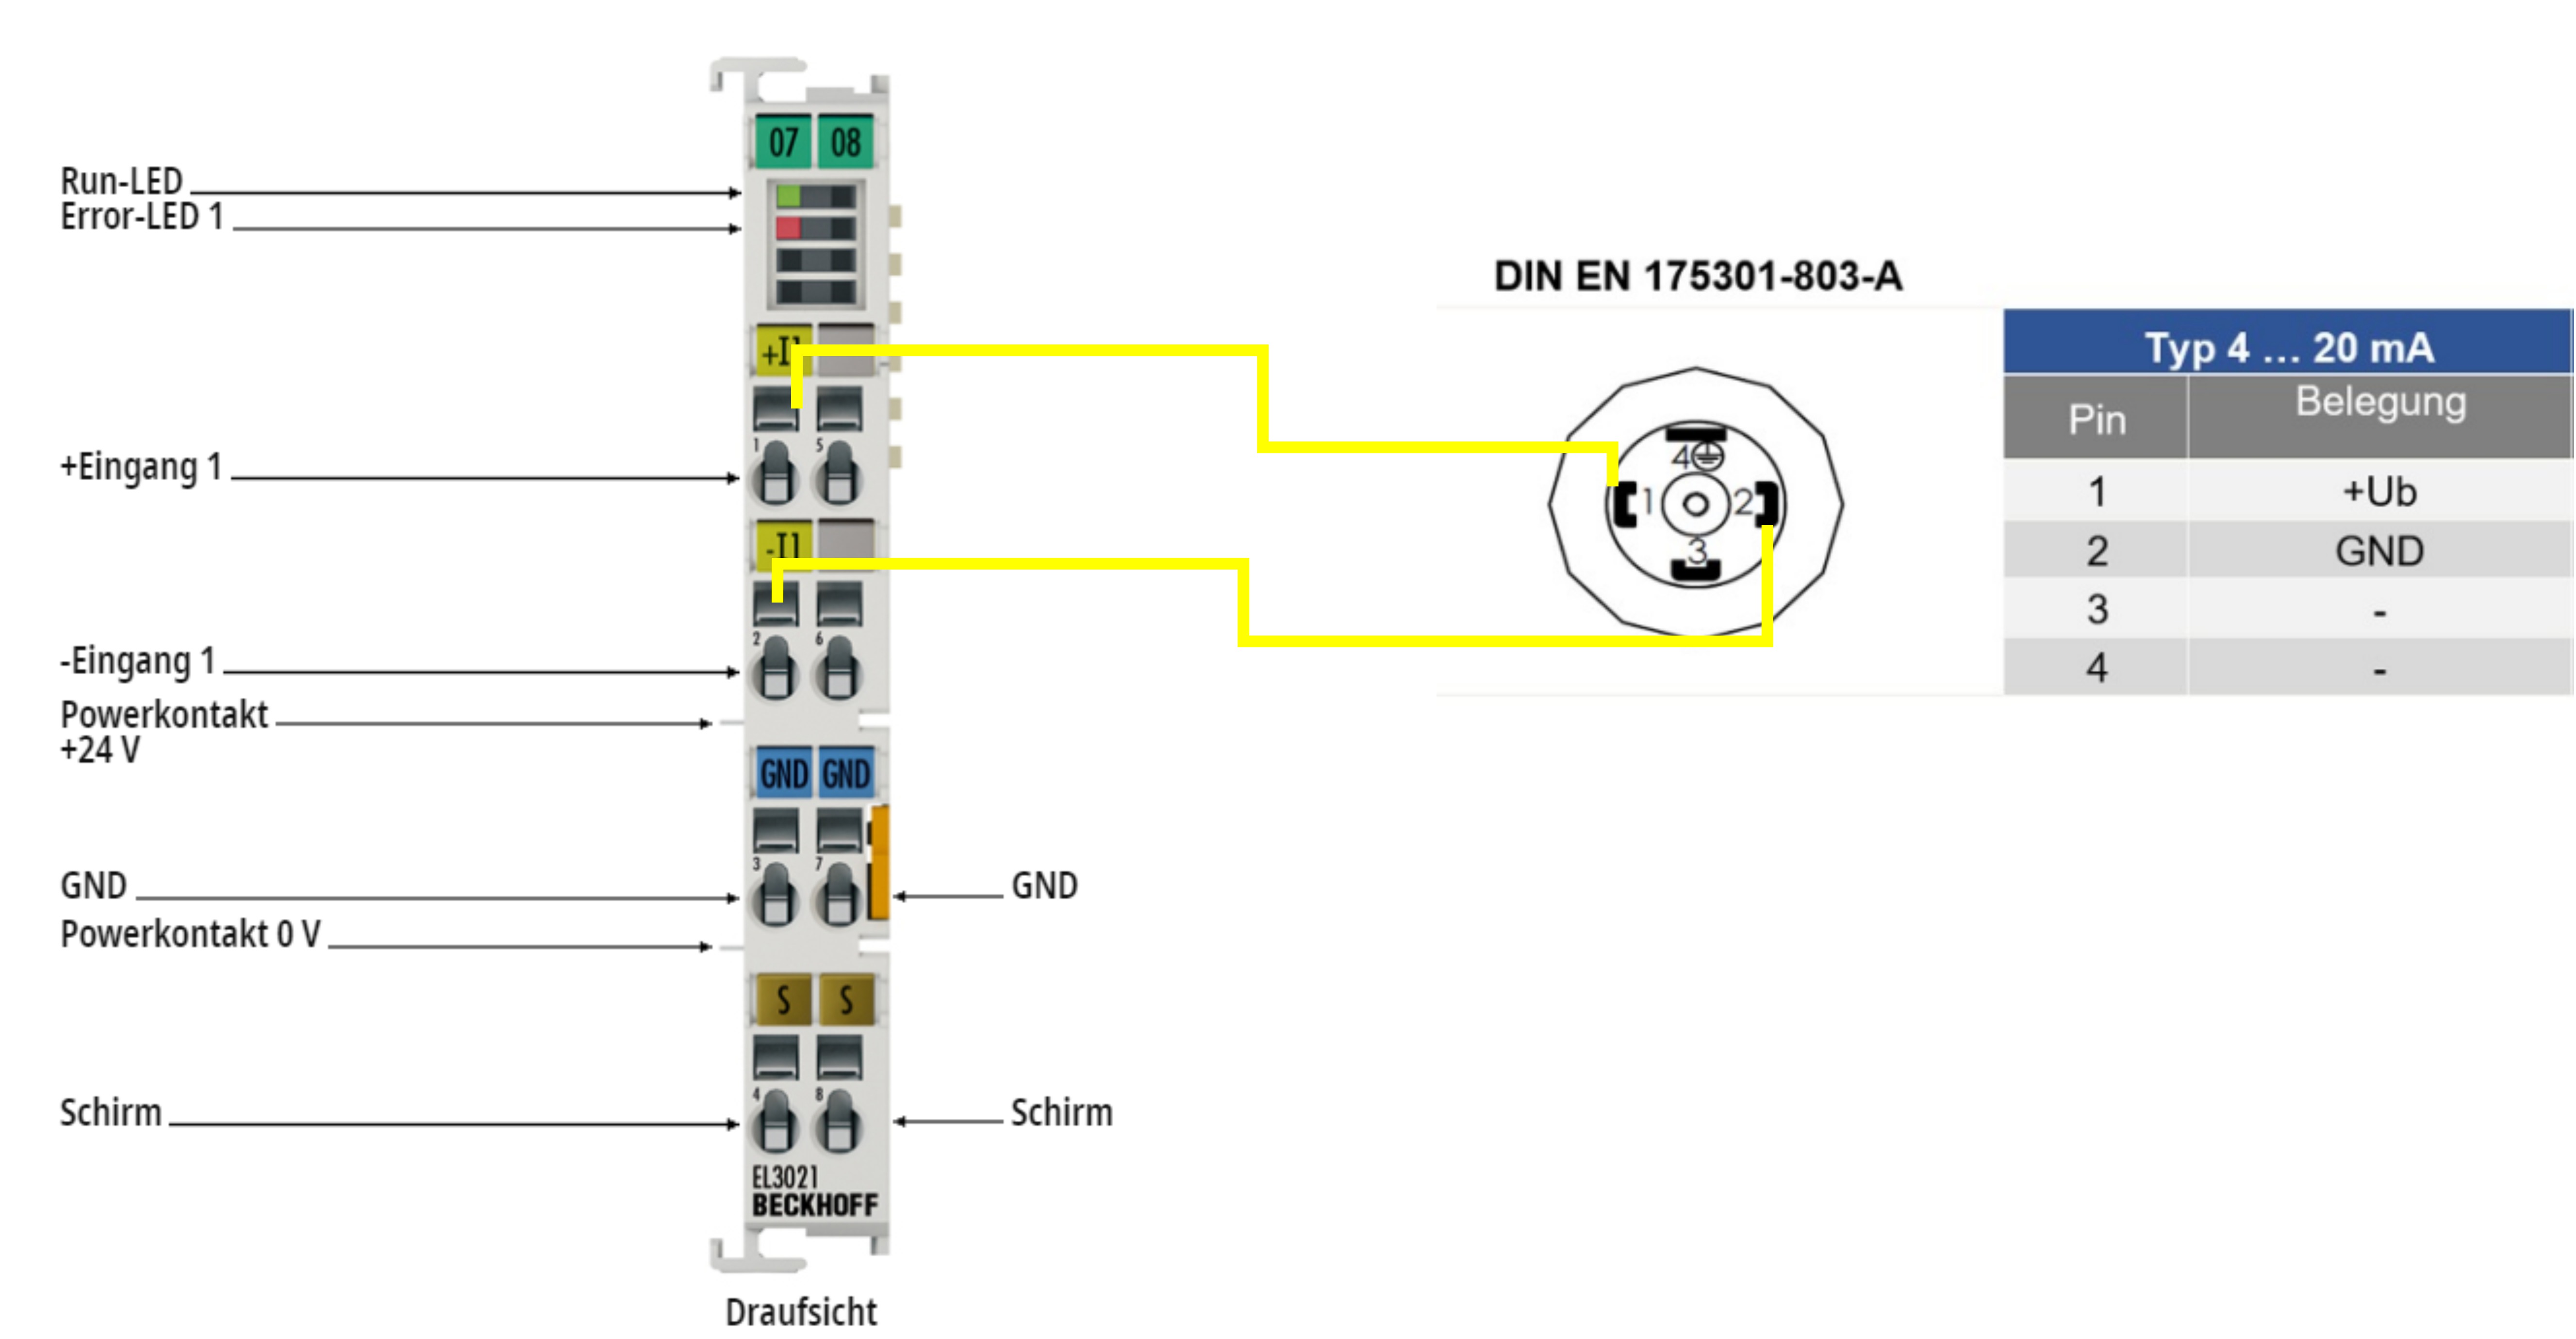 07 08
Run-LED
Error-LED 1
DIN EN 175301-803-A
+I1
Typ 4 ... 20 mA
Pin Belegung
1 5
+Eingang 1
4
1 2
3
1 +Ub
2 GND
3 -
4 -
-I1
2 6
-Eingang 1
Powerkontakt
+24 V
GND GND
3 7
GND
GND
Powerkontakt 0 V
S S
4 8
Schirm
Schirm
EL3021
BECKHOFF
Draufsicht